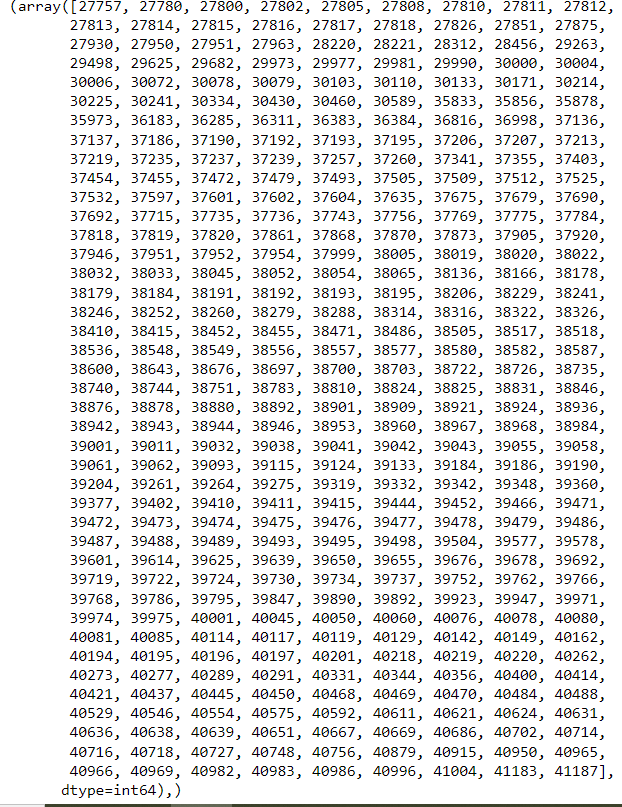 (array([27757, 27780, 27800, 27802, 27805, 27808, 27810, 27811, 27812,
27813, 27814, 27815, 27816, 27817, 27818, 27826, 27851, 27875,
27930, 27950, 27951, 27963, 28220, 28221, 28312, 28456, 29263,
29498, 29625, 29682, 29973, 29977, 29981, 29990, 30000, 30004,
30006, 30072, 30078, 30079, 30103, 30110, 30133, 30171, 30214,
30225, 30241, 30334, 30430, 30460, 30589, 35833, 35856, 35878,
35973, 36183, 36285, 36311, 36383, 36384, 36816, 36998, 37136,
37137, 37186, 37190, 37192, 37193, 37195, 37206, 37207, 37213,
37219, 37235, 37237, 37239, 37257, 37260, 37341, 37355, 37403,
37454, 37455, 37472, 37479, 37493, 37505, 37509, 37512, 37525,
37532, 37597, 37601, 37602, 37604, 37635, 37675, 37679, 37690,
37692, 37715, 37735, 37736, 37743, 37756, 37769, 37775, 37784,
37818, 37819, 37820, 37861, 37868, 37870, 37873, 37905, 37920,
37946, 37951, 37952, 37954, 37999, 38005, 38019, 38020, 38022,
38032, 38033, 38045, 38052, 38054, 38065, 38136, 38166, 38178,
38179, 38184, 38191, 38192, 38193, 38195, 38206, 38229, 38241,
38246, 38252, 38260, 38279, 38288, 38314, 38316, 38322, 38326,
38410, 38415, 38452, 38455, 38471, 38486, 38505, 38517, 38518,
38536, 38548, 38549, 38556, 38557, 38577, 38580, 38582, 38587,
38600, 38643, 38676, 38697, 38700, 38703, 38722, 38726, 38735,
38740, 38744, 38751, 38783, 38810, 38824, 38825, 38831, 38846,
38876, 38878, 38880, 38892, 38901, 38909, 38921, 38924, 38936,
38942, 38943, 38944, 38946, 38953, 38960, 38967, 38968, 38984,
39001, 39011, 39032, 39038, 39041, 39042, 39043, 39055, 39058,
39061, 39062, 39093, 39115, 39124, 39133, 39184, 39186, 39190,
39204, 39261, 39264, 39275, 39319, 39332, 39342, 39348, 39360,
39377, 39402, 39410, 39411, 39415, 39444, 39452, 39466, 39471,
39472, 39473, 39474, 39475, 39476, 39477, 39478, 39479, 39486,
39487, 39488, 39489, 39493, 39495, 39498, 39504, 39577, 39578,
39601, 39614, 39625, 39639, 39650, 39655, 39676, 39678, 39692,
39719, 39722, 39724, 39730, 39734, 39737, 39752, 39762, 39766,
39768, 39786, 39795, 39847, 39890, 39892, 39923, 39947, 39971,
39974, 39975, 40001, 40045, 40050, 40060, 40076, 40078, 40080,
40081, 40085, 40114, 40117, 40119, 40129, 40142, 40149, 40162,
40194, 40195, 40196, 40197, 40201, 40218, 40219, 40220, 40262,
40273, 40277, 40289, 40291, 40331, 40344, 40356, 40400, 40414,
40421, 40437, 40445, 40450, 40468, 40469, 40470, 40484, 40488,
40529, 40546, 40554, 40575, 40592, 40611, 40621, 40624, 40631,
40636, 40638, 40639, 40651, 40667, 40669, 40686, 40702, 40714,
40716, 40718, 40727, 40748, 40756, 40879, 40915, 40950, 40965,
40966, 40969, 40982, 40983, 40986, 40996, 41004, 41183, 41187],
dtype=int64),)